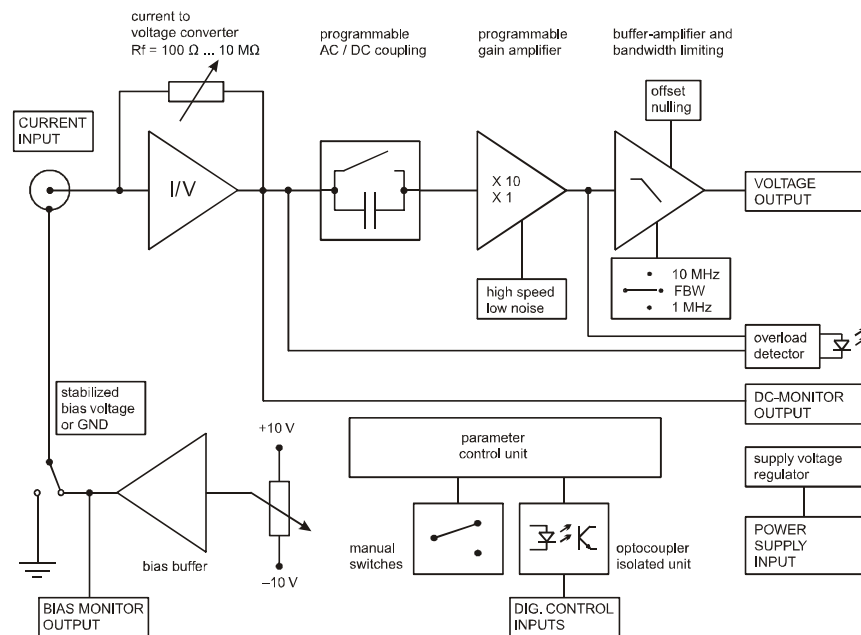 current to
voltage converter
Rf = 100 Ω ... 10 MΩ
programmable
AC / DC coupling
programmable
gain amplifier
buffer-amplifier and
bandwidth limiting
offset
nulling
CURRENT
INPUT
I/V
X 10
X 1
VOLTAGE
OUTPUT
high speed
low noise
10 MHz
FBW
1 MHz
overload
detector
stabilized
bias voltage
or GND
DC-MONITOR
OUTPUT
+10 V
parameter
control unit
supply voltage
regulator
bias buffer
–10 V
manual
switches
optocoupler
isolated unit
POWER
SUPPLY
INPUT
BIAS MONITOR
OUTPUT
DIG. CONTROL
INPUTS